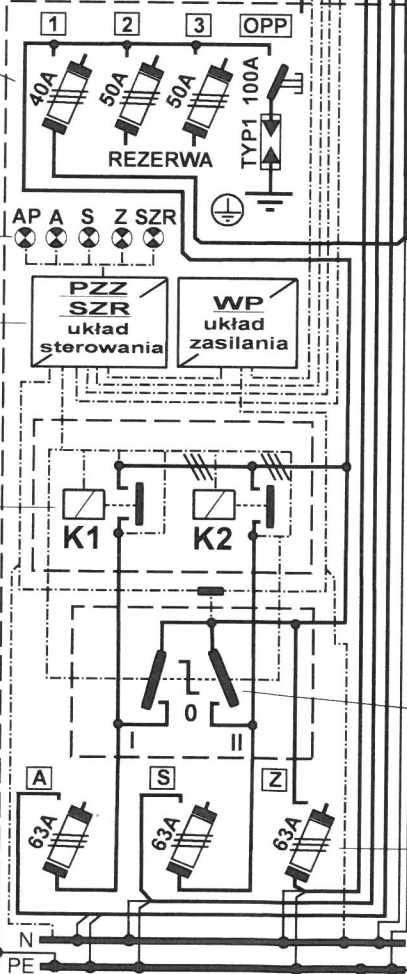 1 2 3 OPP
40A 50A 50A 100A
TYP1
REZERWA
AP A S Z SZR
PZZ
SZR
układ
sterowania
WP
układ
zasilania
K1 K2
0
I II
A S Z
63A 63A 63A
N
PE